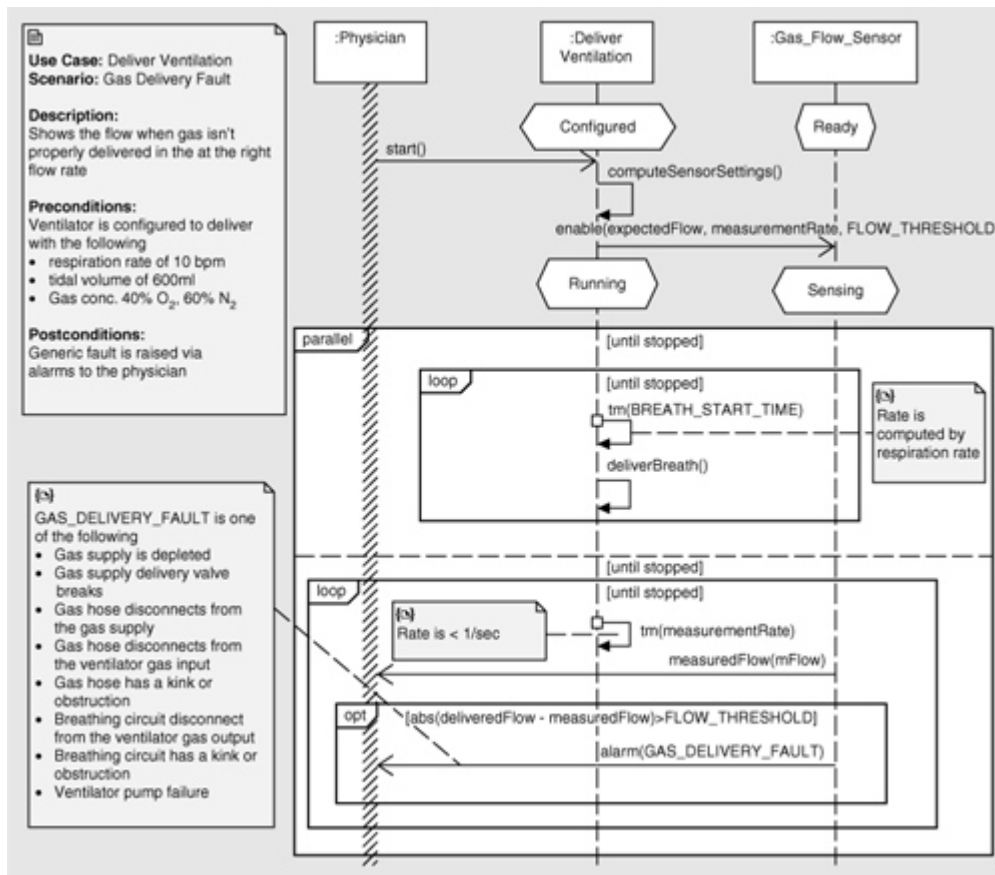 Use Case: Deliver Ventilation
Scenario: Gas Delivery Fault
Description:
Shows the flow when gas isn't
properly delivered in the at the right
flow rate
Preconditions:
Ventilator is configured to deliver
with the following
• respiration rate of 10 bpm
• tidal volume of 600ml
• Gas conc. 40% O2, 60% N2
Postconditions:
Generic fault is raised via
alarms to the physician
:Physician
:Deliver
Ventilation
:Gas_Flow_Sensor
Configured
Ready
start()
computeSensorSettings()
enable(expectedFlow, measurementRate, FLOW_THRESHOLD
Running
Sensing
parallel
[until stopped]
loop
[until stopped]
tm(BREATH_START_TIME)
deliverBreath()
Rate is
computed by
respiration rate
GAS_DELIVERY_FAULT is one
of the following
• Gas supply is depleted
• Gas supply delivery valve
breaks
• Gas hose disconnects from
the gas supply
• Gas hose disconnects from
the ventilator gas input
• Gas hose has a kink or
obstruction
• Breathing circuit disconnect
from the ventilator gas output
• Breathing circuit has a kink or
obstruction
• Ventilator pump failure
[until stopped]
loop
[until stopped]
Rate is < 1/sec
tm(measurementRate)
measuredFlow(mFlow)
opt
[abs(deliveredFlow - measuredFlow)>FLOW_THRESHOLD]
alarm(GAS_DELIVERY_FAULT)